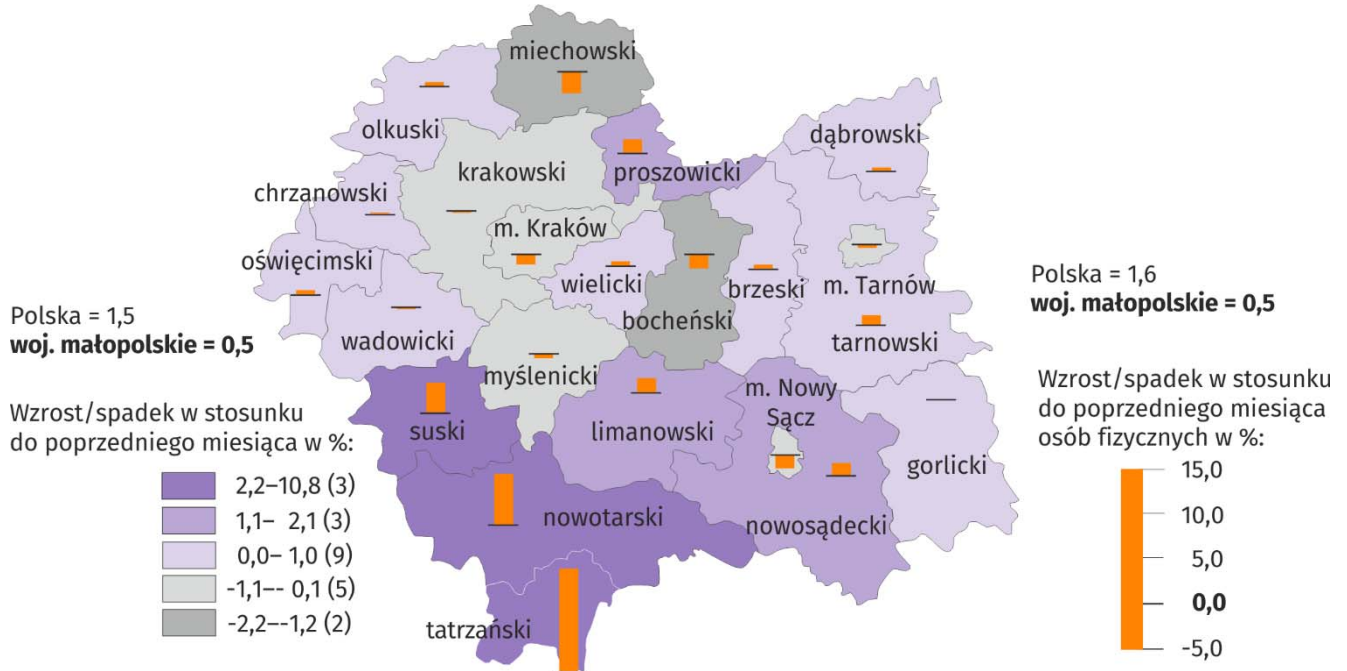 miechowski
olkuski
dąbrowski
krakowski
proszowicki
chrzanowski
m. Kraków
oświęcimski
wielicki
brzeski
m. Tarnów
bocheński
tarnowski
wadowicki
myślenicki
m. Nowy
Sącz
suski
limanowski
gorlicki
nowotarski
nowosądecki
tatrzański
Polska = 1,5
woj. małopolskie = 0,5
Wzrost/spadek w stosunku
do poprzedniego miesiąca w %:
2,2–10,8 (3)
1,1– 2,1 (3)
0,0– 1,0 (9)
-1,1–- 0,1 (5)
-2,2–-1,2 (2)
Polska = 1,6
woj. małopolskie = 0,5
Wzrost/spadek w stosunku
do poprzedniego miesiąca
osób fizycznych w %:
15,0
10,0
5,0
0,0
-5,0